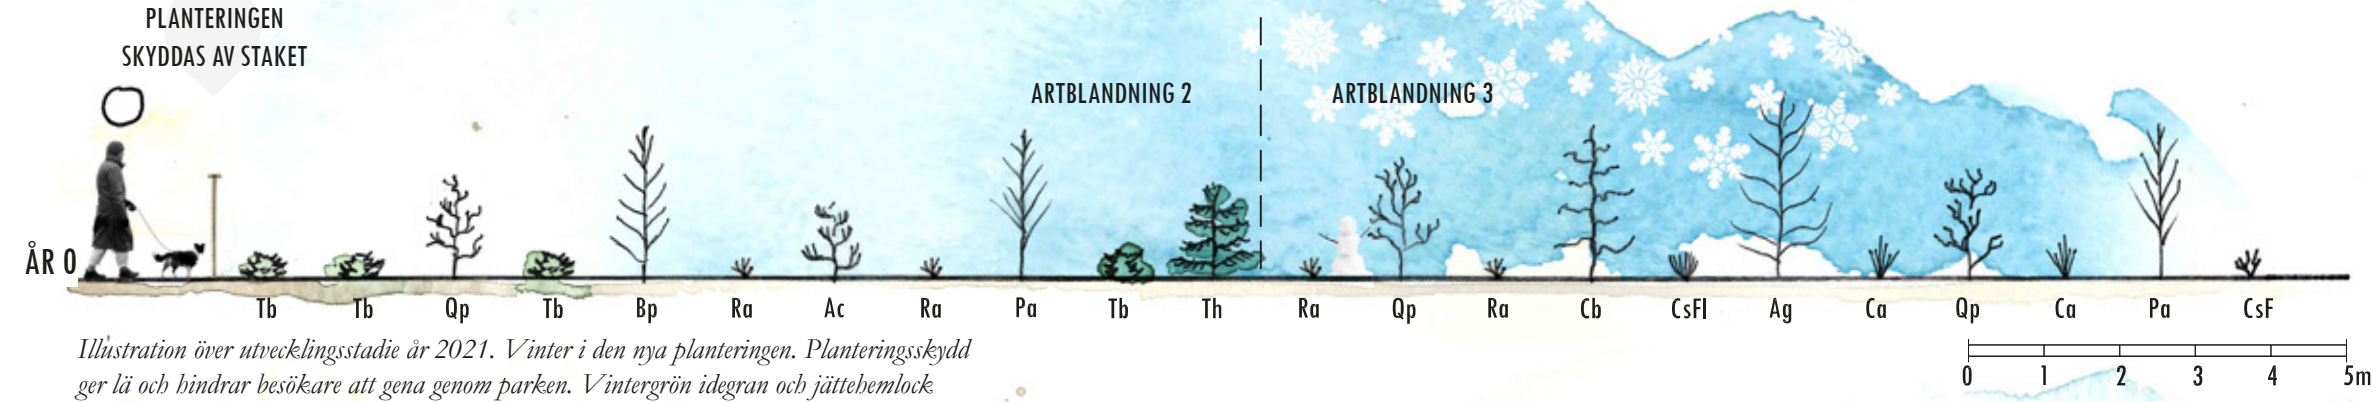 PLANTERINGEN
SKYDDAS AV STAKET
ARTBLANDNING 2
ARTBLANDNING 3
ÅR 0
Tb Tb Qp Tb Bp Ra Ac Ra Pa Tb Th Ra Qp Ra Cb CsFl Ag Ca Qp Ca Pa CsF
Illustration över utvecklingsstadie år 2021. Vinter i den nya planteringen. Planteringsskydd
ger lä och hindrar besökare att gena genom parken. Vintergrön idegran och jättehemlock
0 1 2 3 4 5m